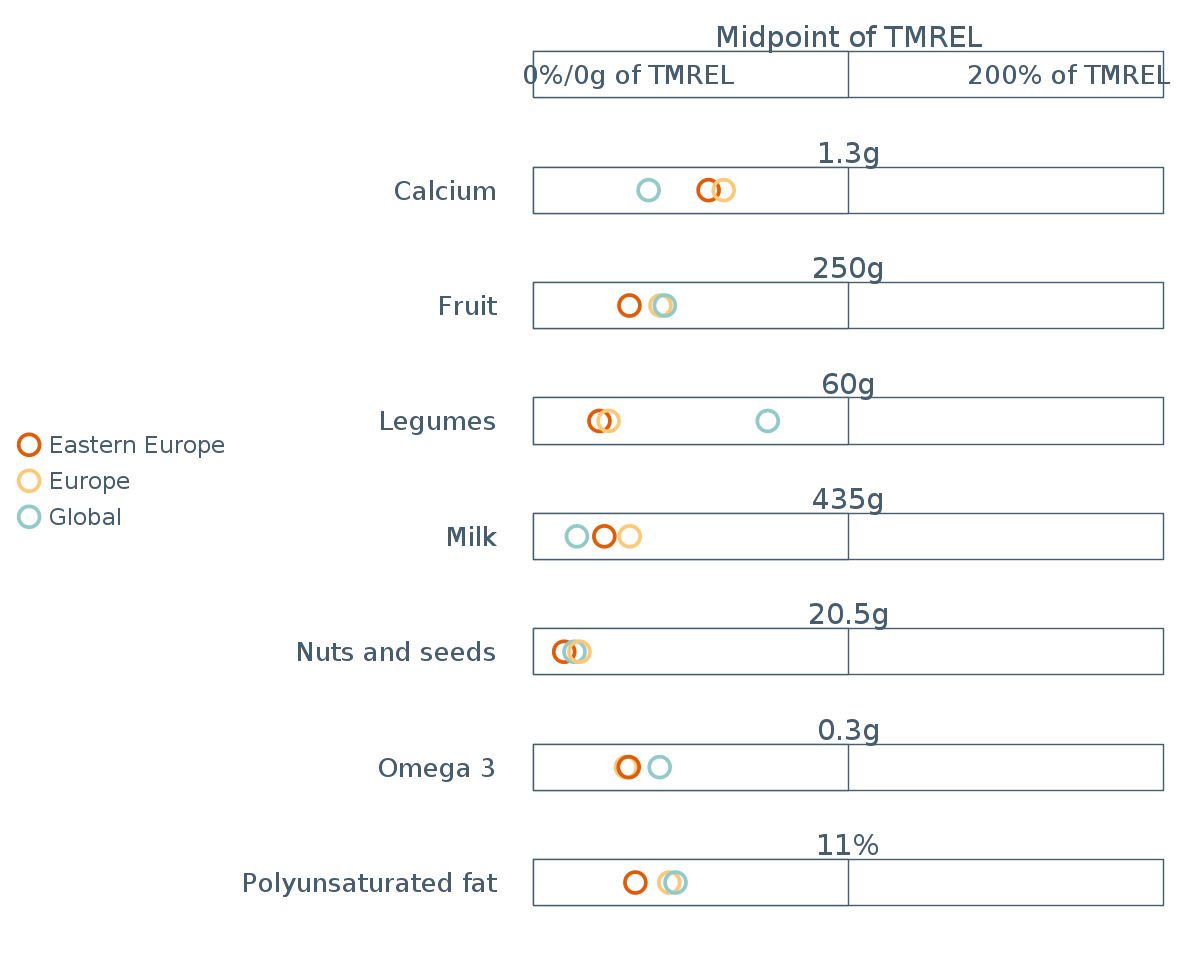 Midpoint of TMREL
0%/0g of TMREL
200% of TMREL
1.3g
Calcium
250g
Fruit
60g
Legumes
Eastern Europe
Europe
Global
435g
Milk
20.5g
Nuts and seeds
0.3g
Omega 3
11%
Polyunsaturated fat